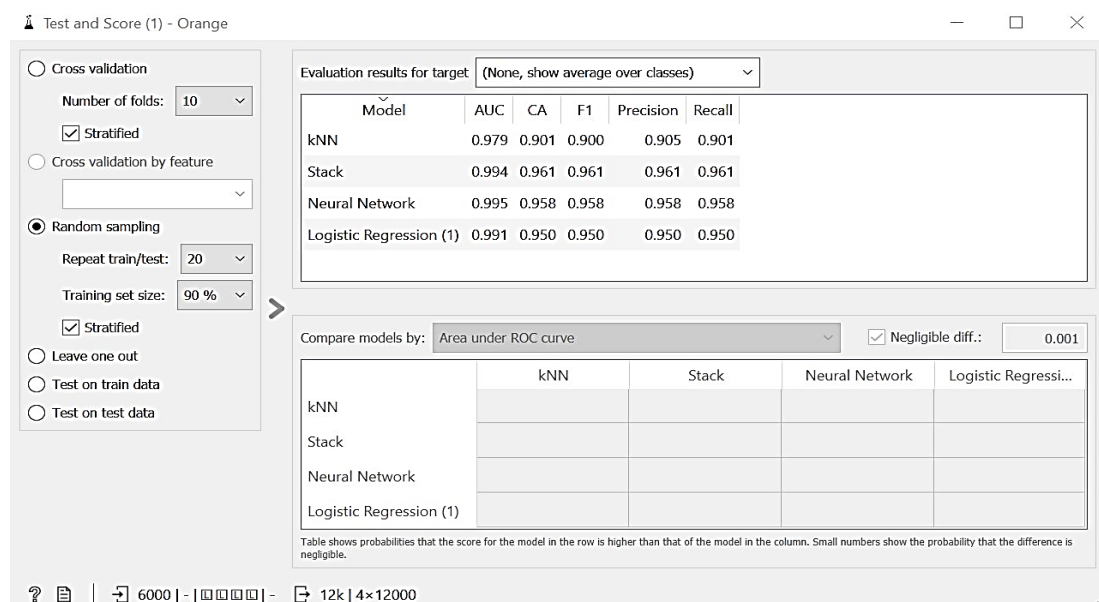 Test and Score (1) - Orange
Cross validation
Number of folds: 10
Stratified
Cross validation by feature
Random sampling
Repeat train/test: 20
Training set size: 90 %
Stratified
Leave one out
Test on train data
Test on test data
Evaluation results for target (None, show average over classes)
Model AUC CA F1 Precision Recall
kNN 0.979 0.901 0.900 0.905 0.901
Stack 0.994 0.961 0.961 0.961 0.961
Neural Network 0.995 0.958 0.958 0.958 0.958
Logistic Regression (1) 0.991 0.950 0.950 0.950 0.950
Compare models by: Area under ROC curve Negligible diff.: 0.001
kNN Stack Neural Network Logistic Regressi...
kNN
Stack
Neural Network
Logistic Regression (1)
Table shows probabilities that the score for the model in the row is higher than that of the model in the column. Small numbers show the probability that the difference is
negligible.
? 6000 | - | - 12k | 4×12000